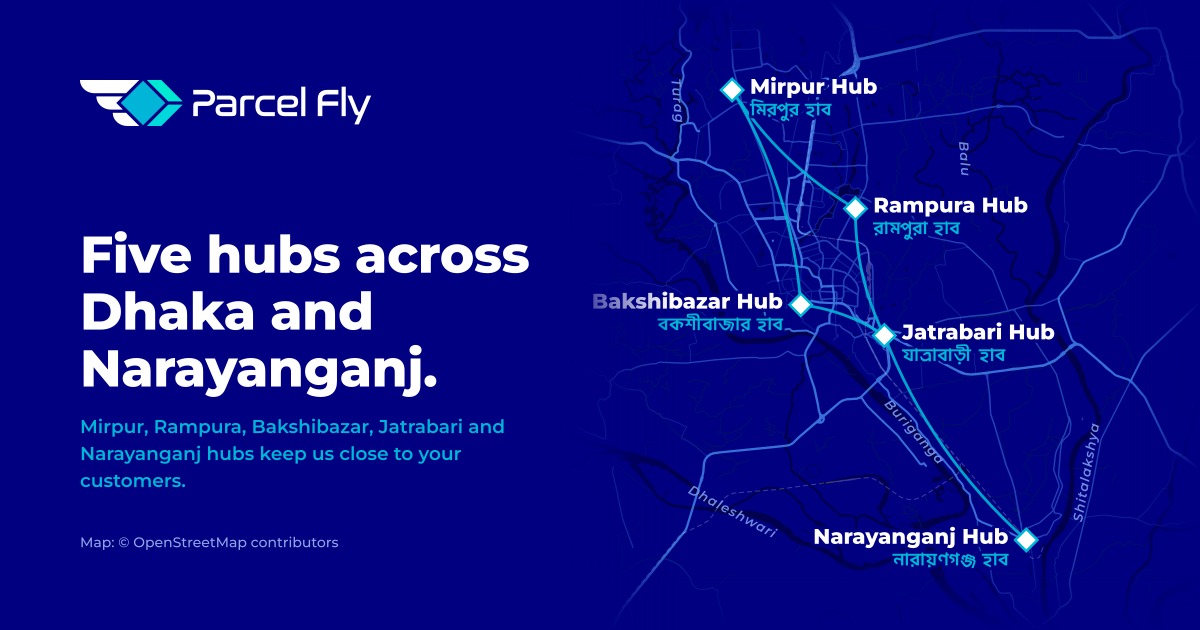 Parcel Fly
Five hubs across
Dhaka and
Narayanganj.
Mirpur, Rampura, Bakshibazar, Jatrabari and
Narayanganj hubs keep us close to your
customers.
Map: © OpenStreetMap contributors
Mirpur Hub
মিরপুর হাব
Turag
Balu
Rampura Hub
রামপুরা হাব
Bakshibazar Hub
বকশীবাজার হাব
Jatrabari Hub
যাত্রাবাড়ী হাব
Buriganga
Shitalakshya
Dhaleshwari
Narayanganj Hub
নারায়ণগঞ্জ হাব